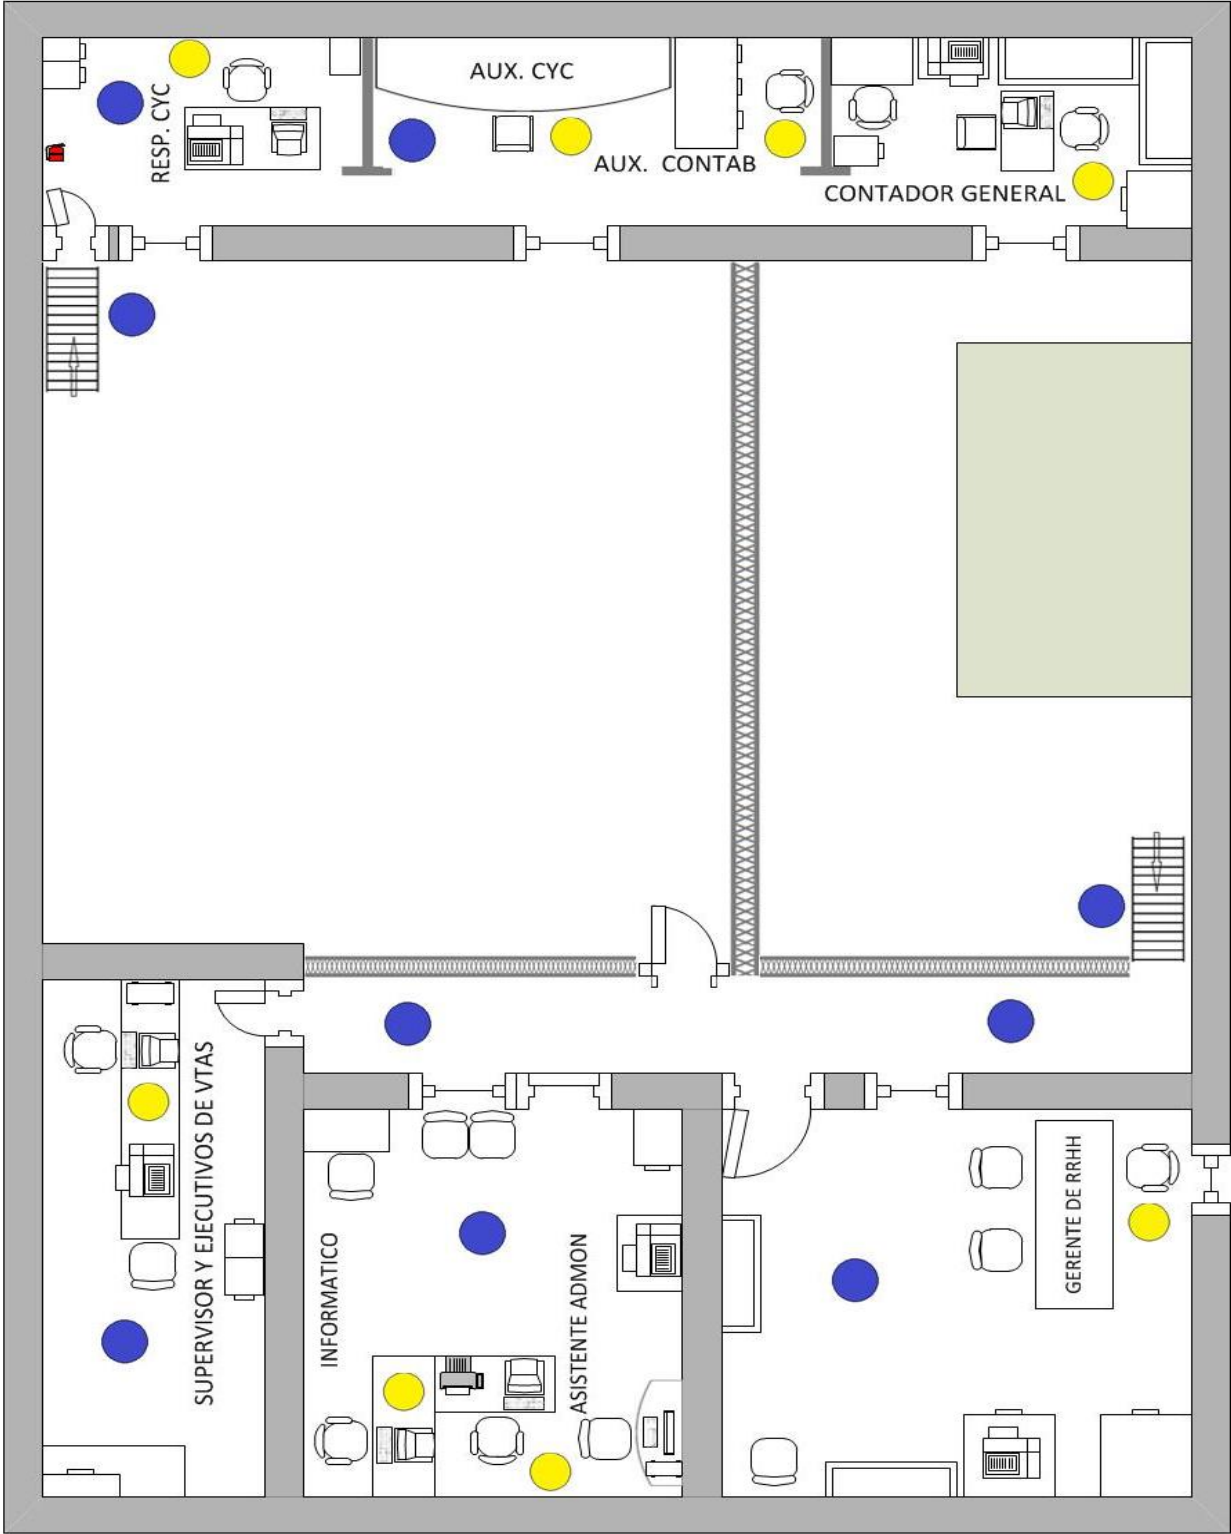 RESP. CYC
AUX. CYC
AUX. CONTAB
CONTADOR GENERAL
SUPERVISOR Y EJECUTIVOS DE VTAS
INFORMATICO
ASISTENTE ADMON
GERENTE DE RRHH